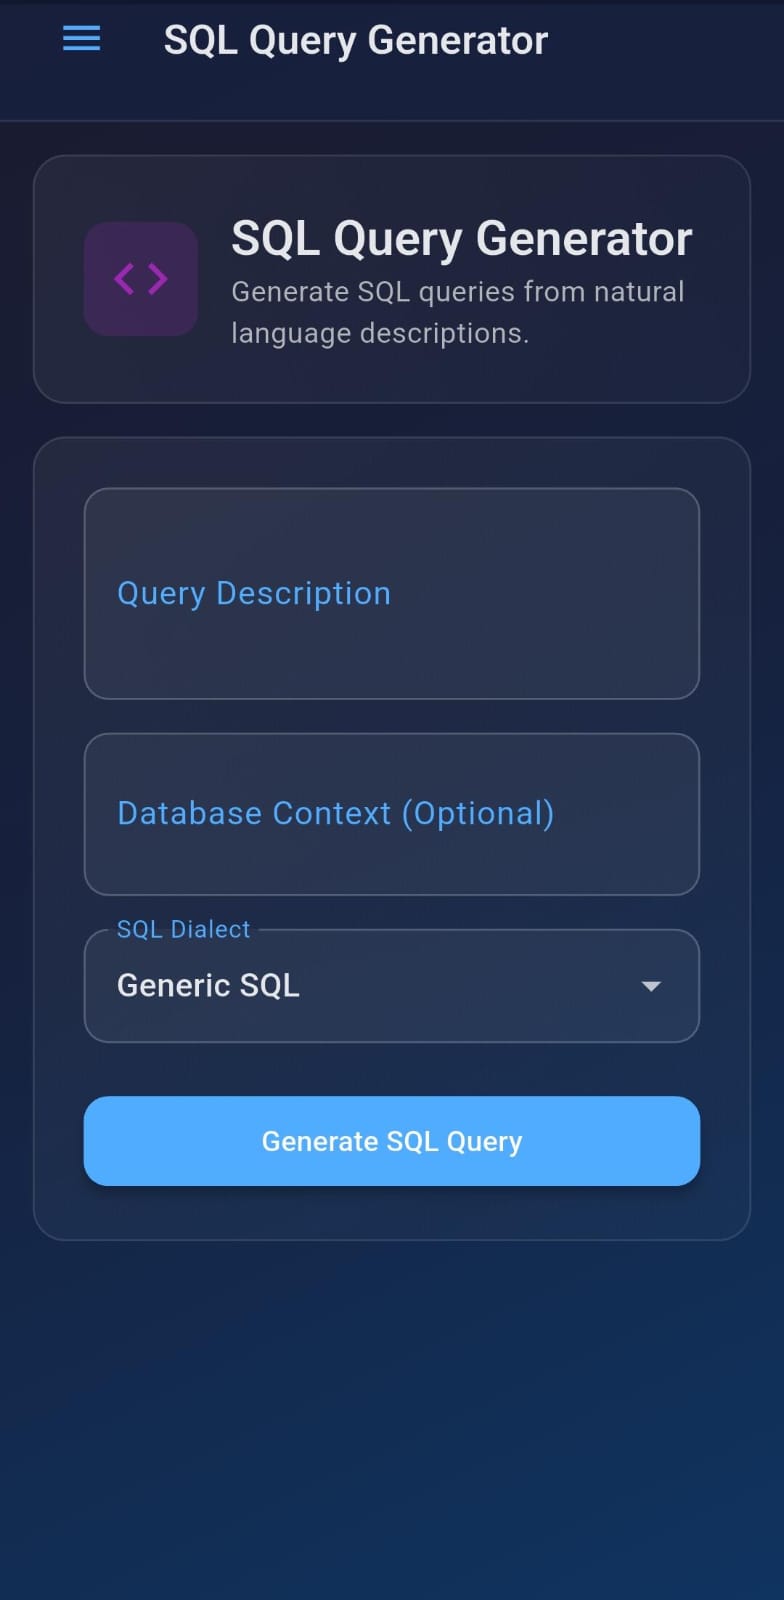 SQL Query Generator
SQL Query Generator
Generate SQL queries from natural
language descriptions.
Query Description
Database Context (Optional)
SQL Dialect
Generic SQL
Generate SQL Query